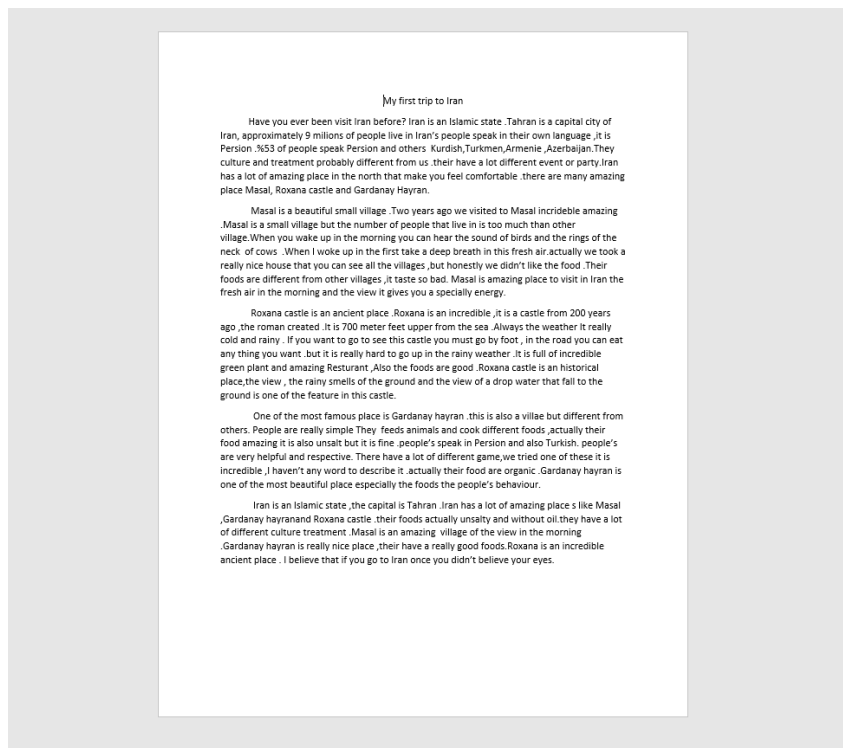 My first trip to Iran
Have you ever been visit Iran before? Iran is an Islamic state .Tahran is a capital city of
Iran, approximately 9 milions of people live in Iran's people speak in their own language ,it is
Persion .%53 of people speak Persion and others Kurdish,Turkmen,Armenie ,Azerbaijan.They
culture and treatment probably different from us .their have a lot different event or party.Iran
has a lot of amazing place in the north that make you feel comfortable .there are many amazing
place Masal, Roxana castle and Gardanay Hayran.
Masal is a beautiful small village .Two years ago we visited to Masal incrideble amazing
.Masal is a small village but the number of people that live in is too much than other
village.When you wake up in the morning you can hear the sound of birds and the rings of the
neck of cows .When I woke up in the first take a deep breath in this fresh air.actually we took a
really nice house that you can see all the villages ,but honestly we didn't like the food .Their
foods are different from other villages ,it taste so bad. Masal is amazing place to visit in Iran the
fresh air in the morning and the view it gives you a specially energy.
Roxana castle is an ancient place .Roxana is an incredible ,it is a castle from 200 years
ago ,the roman created .It is 700 meter feet upper from the sea .Always the weather It really
cold and rainy . If you want to go to see this castle you must go by foot , in the road you can eat
any thing you want .but it is really hard to go up in the rainy weather .It is full of incredible
green plant and amazing Resturant ,Also the foods are good .Roxana castle is an historical
place,the view , the rainy smells of the ground and the view of a drop water that fall to the
ground is one of the feature in this castle.
One of the most famous place is Gardanay hayran .this is also a villae but different from
others. People are really simple They feeds animals and cook different foods ,actually their
food amazing it is also unsalt but it is fine .people's speak in Persion and also Turkish. people's
are very helpful and respective. There have a lot of different game,we tried one of these it is
incredible ,I haven't any word to describe it .actually their food are organic .Gardanay hayran is
one of the most beautiful place especially the foods the people's behaviour.
Iran is an Islamic state ,the capital is Tahran .Iran has a lot of amazing place s like Masal
,Gardanay hayranand Roxana castle .their foods actually unsalty and without oil.they have a lot
of different culture treatment .Masal is an amazing village of the view in the morning
.Gardanay hayran is really nice place ,their have a really good foods.Roxana is an incredible
ancient place . I believe that if you go to Iran once you didn't believe your eyes.